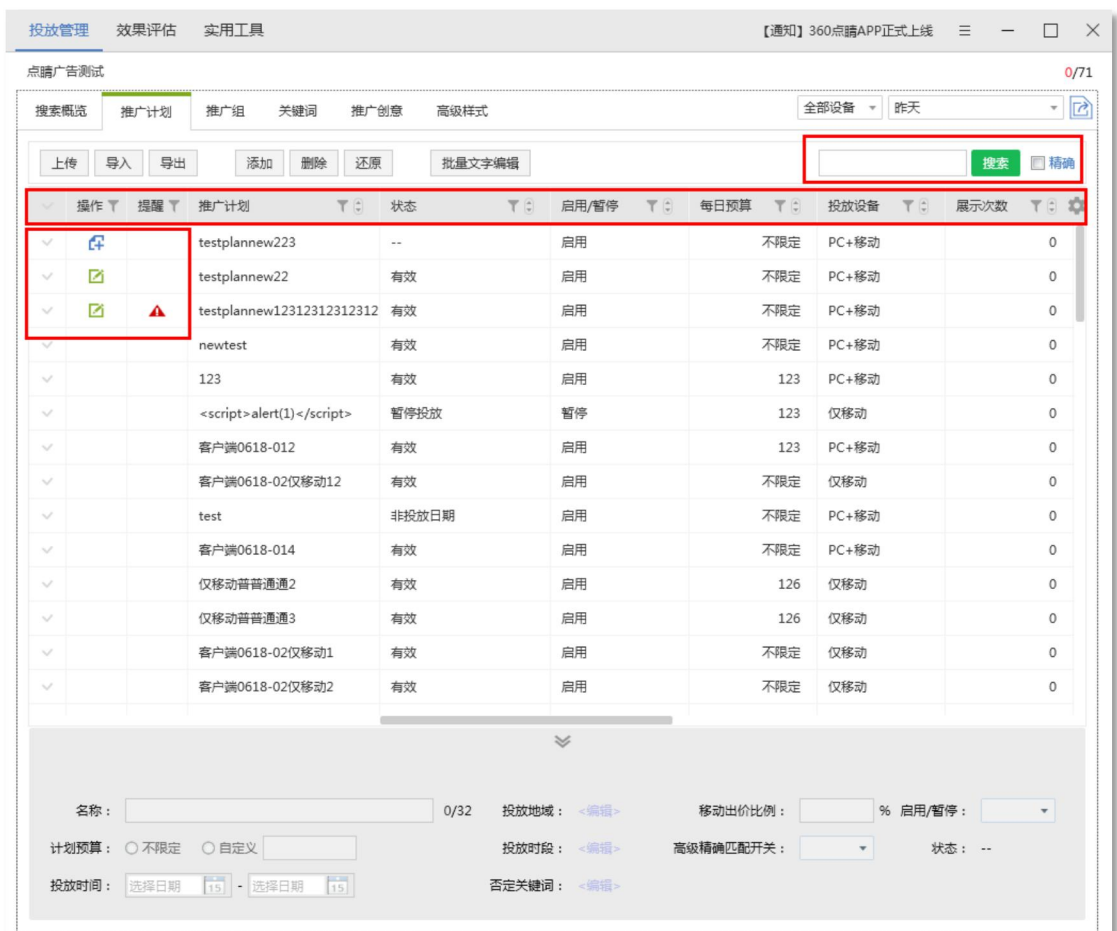 投放管理 效果评估 实用工具 【通知】360点睛APP正式上线
点睛广告测试 0/71
搜索概览 推广计划 推广组 关键词 推广创意 高级样式 全部设备 昨天
上传 导入 导出 添加 删除 还原 批量文字编辑 搜索 精确
操作 提醒 推广计划 状态 启用/暂停 每日预算 投放设备 展示次数
testplannew223 -- 启用 不限定 PC+移动 0
testplannew22 有效 启用 不限定 PC+移动 0
testplannew12312312312312 有效 启用 不限定 PC+移动 0
newtest 有效 启用 不限定 PC+移动 0
123 有效 启用 123 PC+移动 0
<script>alert(1)</script> 暂停投放 暂停 123 仅移动 0
客户端0618-012 有效 启用 123 PC+移动 0
客户端0618-02仅移动12 有效 启用 不限定 仅移动 0
test 非投放日期 启用 不限定 PC+移动 0
客户端0618-014 有效 启用 不限定 PC+移动 0
仅移动普普通通2 有效 启用 126 仅移动 0
仅移动普普通通3 有效 启用 126 仅移动 0
客户端0618-02仅移动1 有效 启用 不限定 仅移动 0
客户端0618-02仅移动2 有效 启用 不限定 仅移动 0
名称： 0/32 投放地域： <编辑> 移动出价比例： % 启用/暂停：
计划预算： 不限定 自定义 投放时段： <编辑> 高级精确匹配开关： 状态： --
投放时间： 选择日期 15 - 选择日期 15 否定关键词： <编辑>